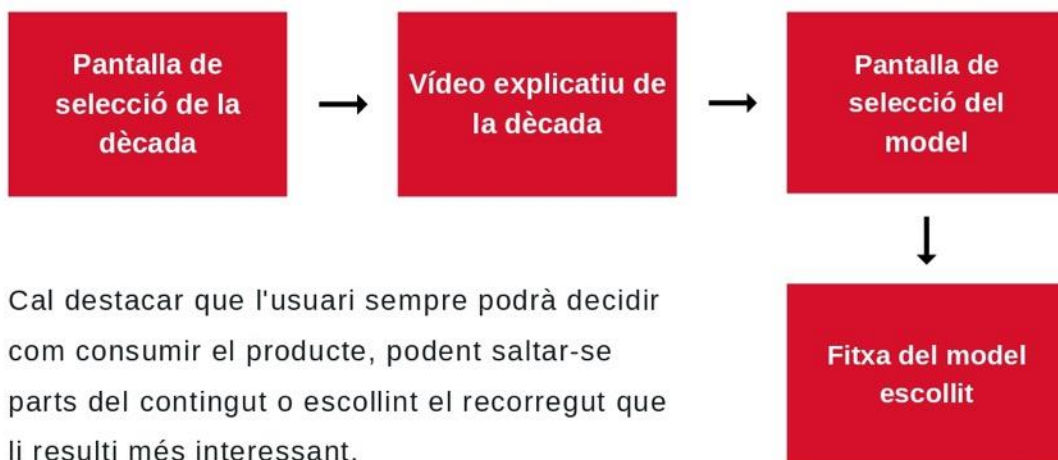 Pantalla de
selecció de la
dècada
Vídeo explicatiu de
la dècada
Pantalla de
selecció del
model
Cal destacar que l'usuari sempre podrà decidir
com consumir el producte, podent saltar-se
parts del contingut o escollint el recorregut que
li resulti més interessant.
Fitxa del model
escollit